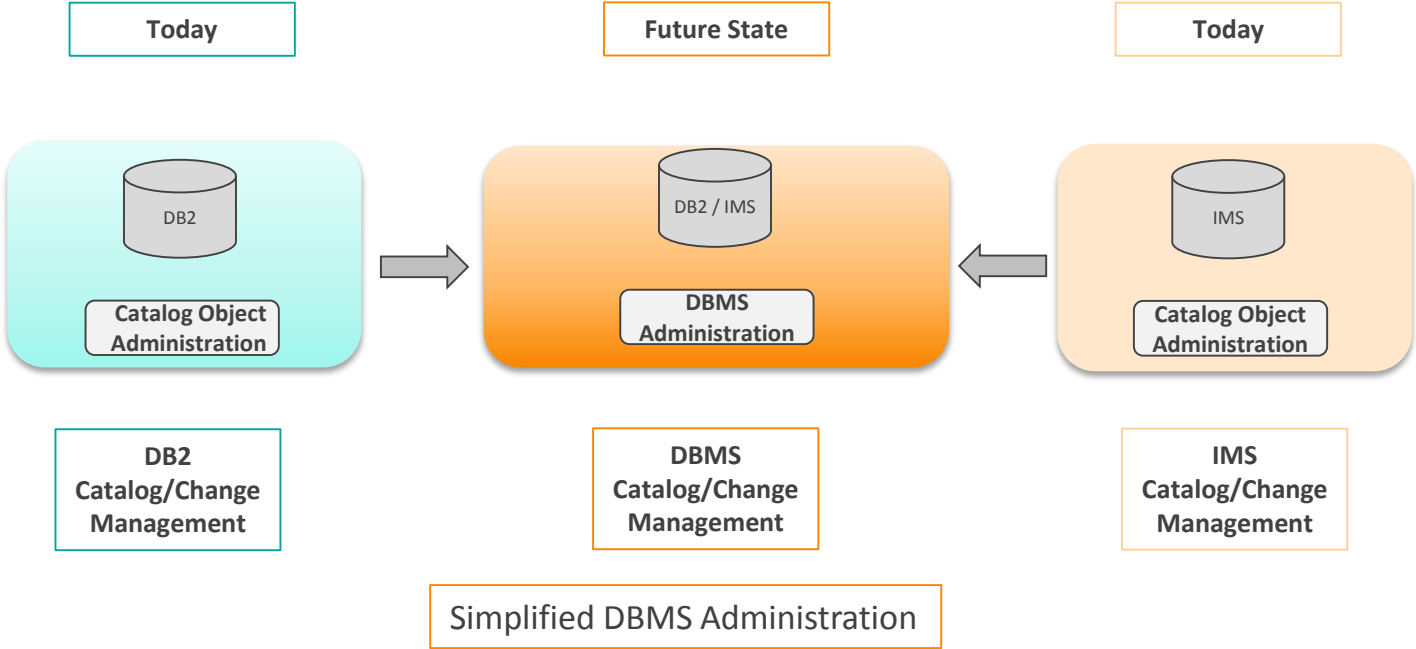 Today
Future State
Today
DB2
DB2 / IMS
IMS
Catalog Object
Administration
DBMS
Administration
Catalog Object
Administration
DB2
Catalog/Change
Management
DBMS
Catalog/Change
Management
IMS
Catalog/Change
Management
Simplified DBMS Administration